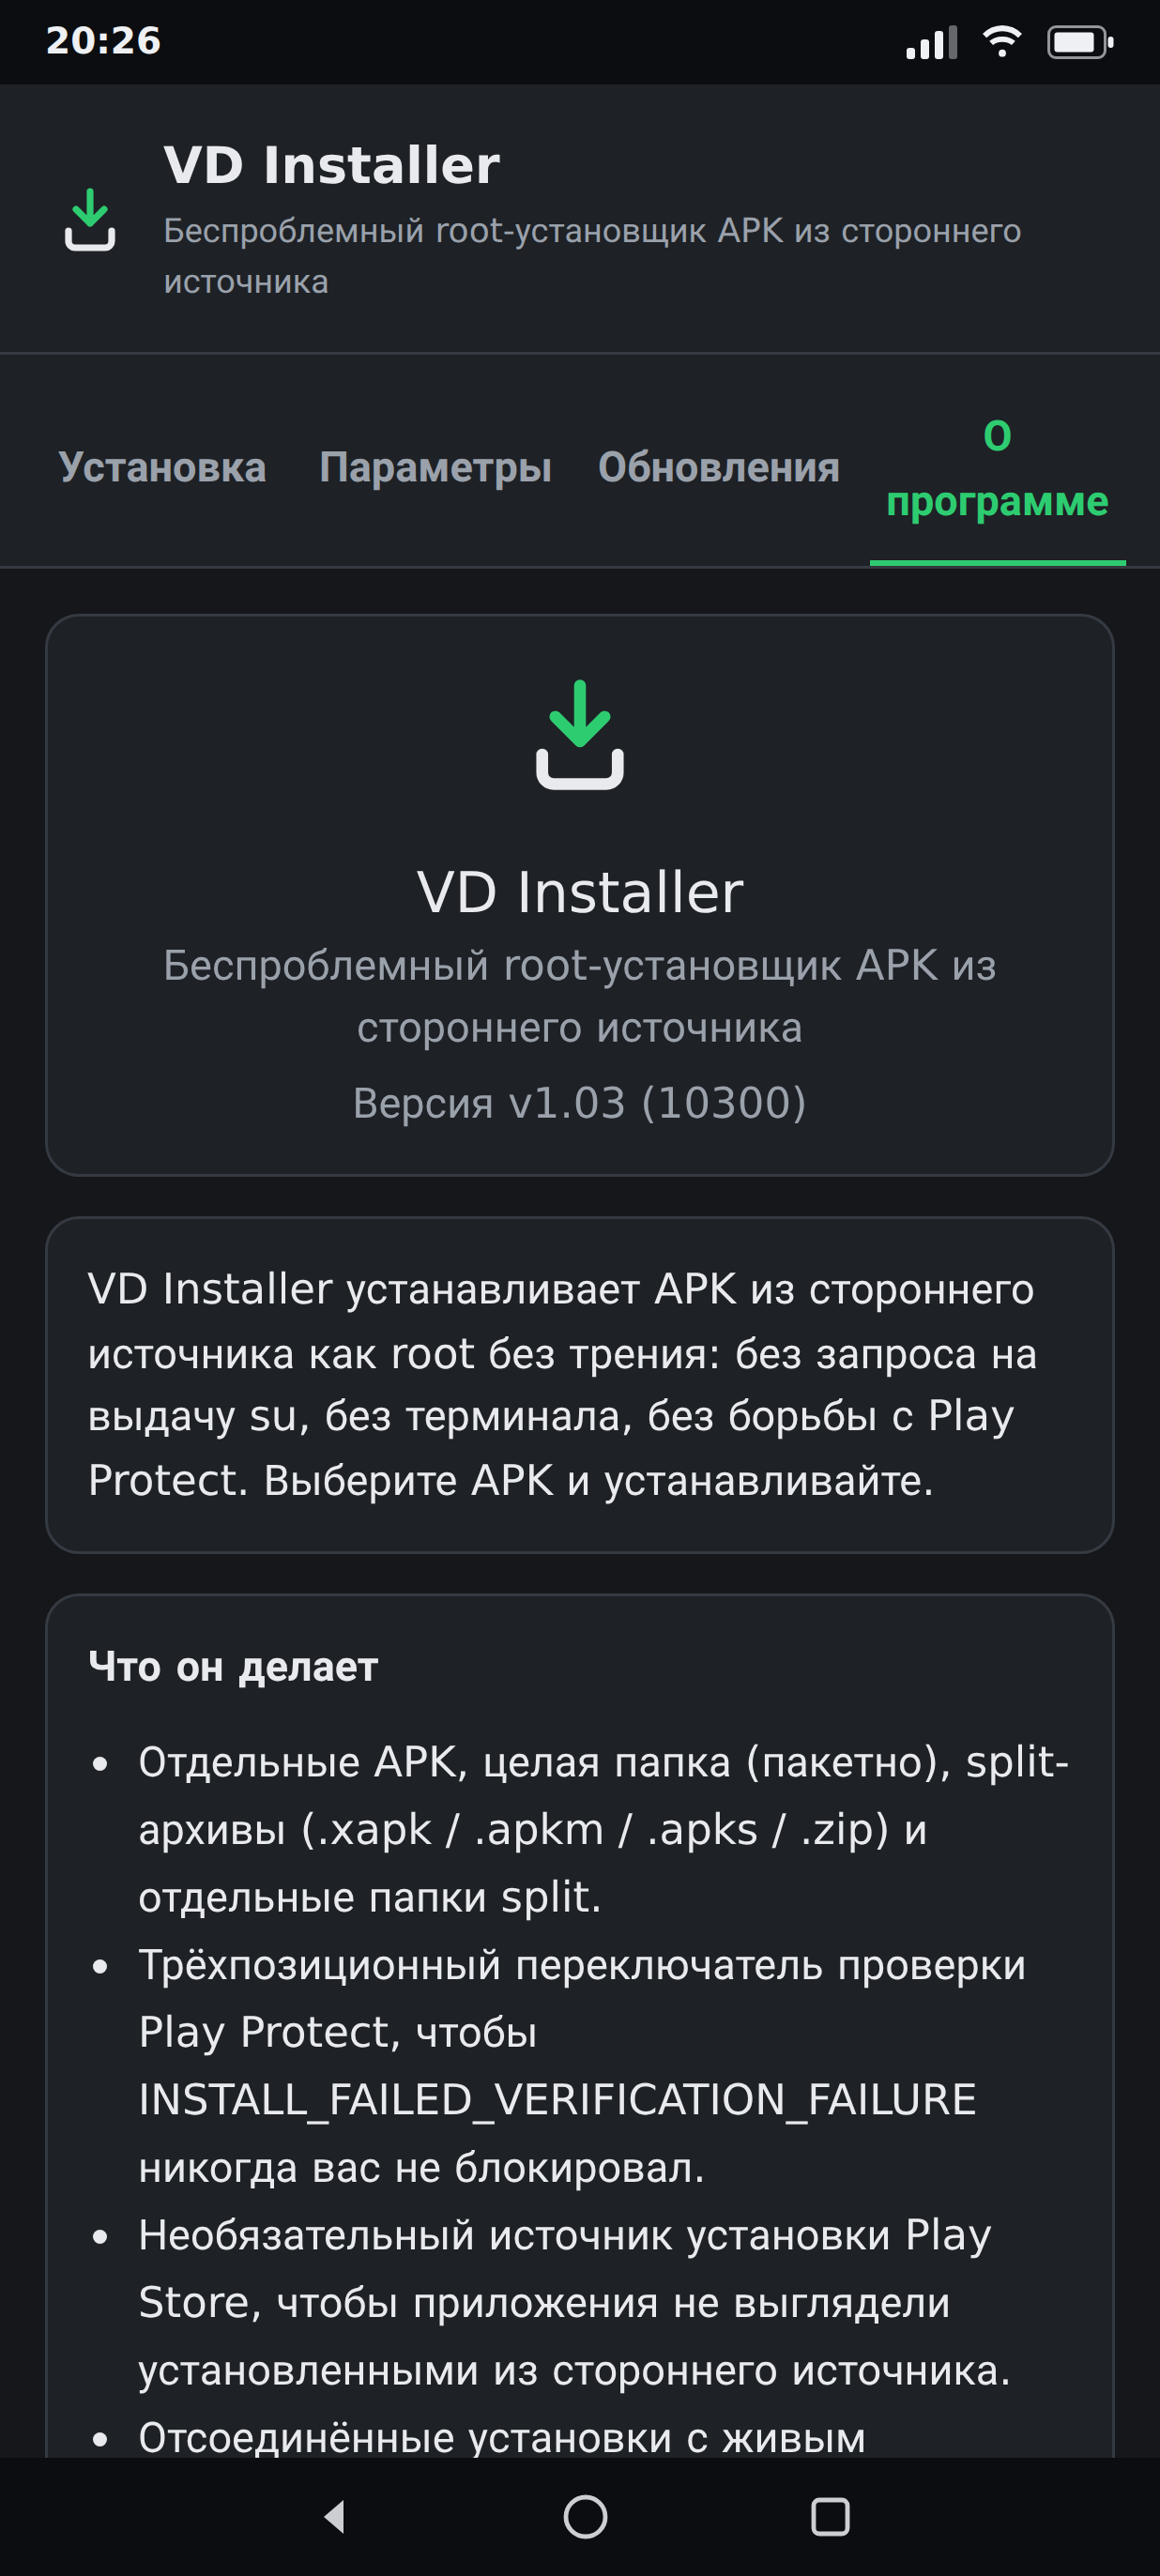 20:26
VD Installer
Беспроблемный root-установщик APK из стороннего
источника
Установка
Параметры
Обновления
О
программе
VD Installer
Беспроблемный root-установщик APK из
стороннего источника
Версия v1.03 (10300)
VD Installer устанавливает APK из стороннего
источника как root без трения: без запроса на
выдачу su, без терминала, без борьбы с Play
Protect. Выберите APK и устанавливайте.
Что он делает
• Отдельные APK, целая папка (пакетно), split-
архивы (.xapk / .apkm / .apks / .zip) и
отдельные папки split.
• Трёхпозиционный переключатель проверки
Play Protect, чтобы
INSTALL_FAILED_VERIFICATION_FAILURE
никогда вас не блокировал.
• Необязательный источник установки Play
Store, чтобы приложения не выглядели
установленными из стороннего источника.
• Отсоединённые установки с живым